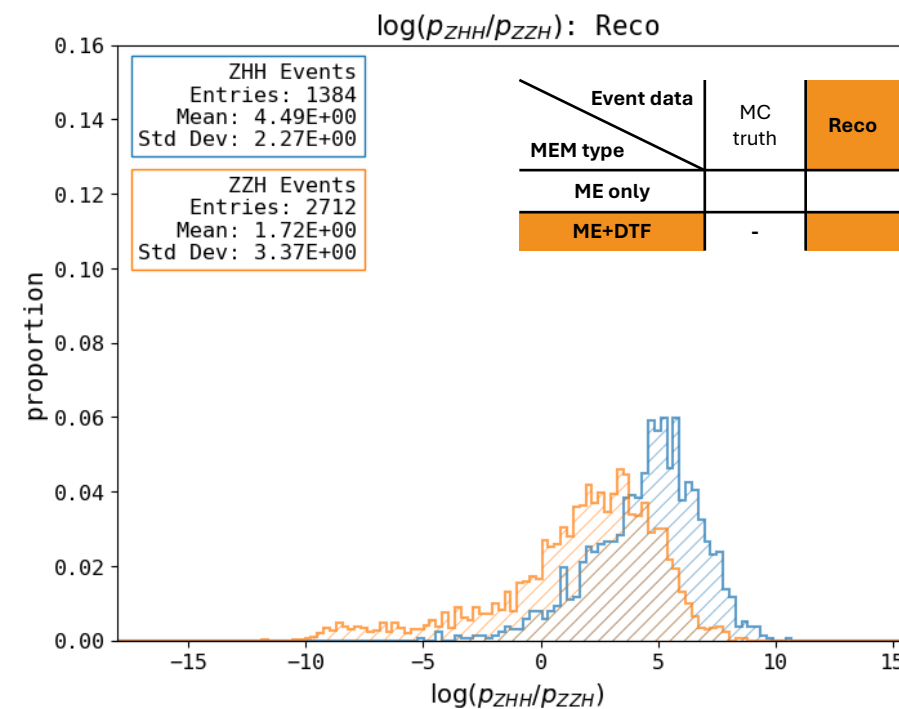 log(p_ZHH/p_ZZH): Reco
ZHH Events
Entries: 1384
Mean: 4.49E+00
Std Dev: 2.27E+00
ZZH Events
Entries: 2712
Mean: 1.72E+00
Std Dev: 3.37E+00
Event data
MEM type
MC
truth
Reco
ME only
ME+DTF
-
proportion
0.16
0.14
0.12
0.10
0.08
0.06
0.04
0.02
0.00
−15
−10
−5
0
5
10
15
log(p_ZHH/p_ZZH)